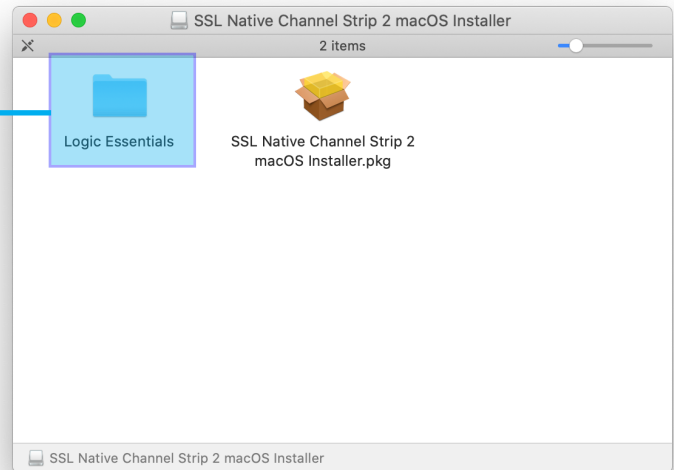 SSL Native Channel Strip 2 macOS Installer
2 items
Logic Essentials
SSL Native Channel Strip 2
macOS Installer.pkg
SSL Native Channel Strip 2 macOS Installer